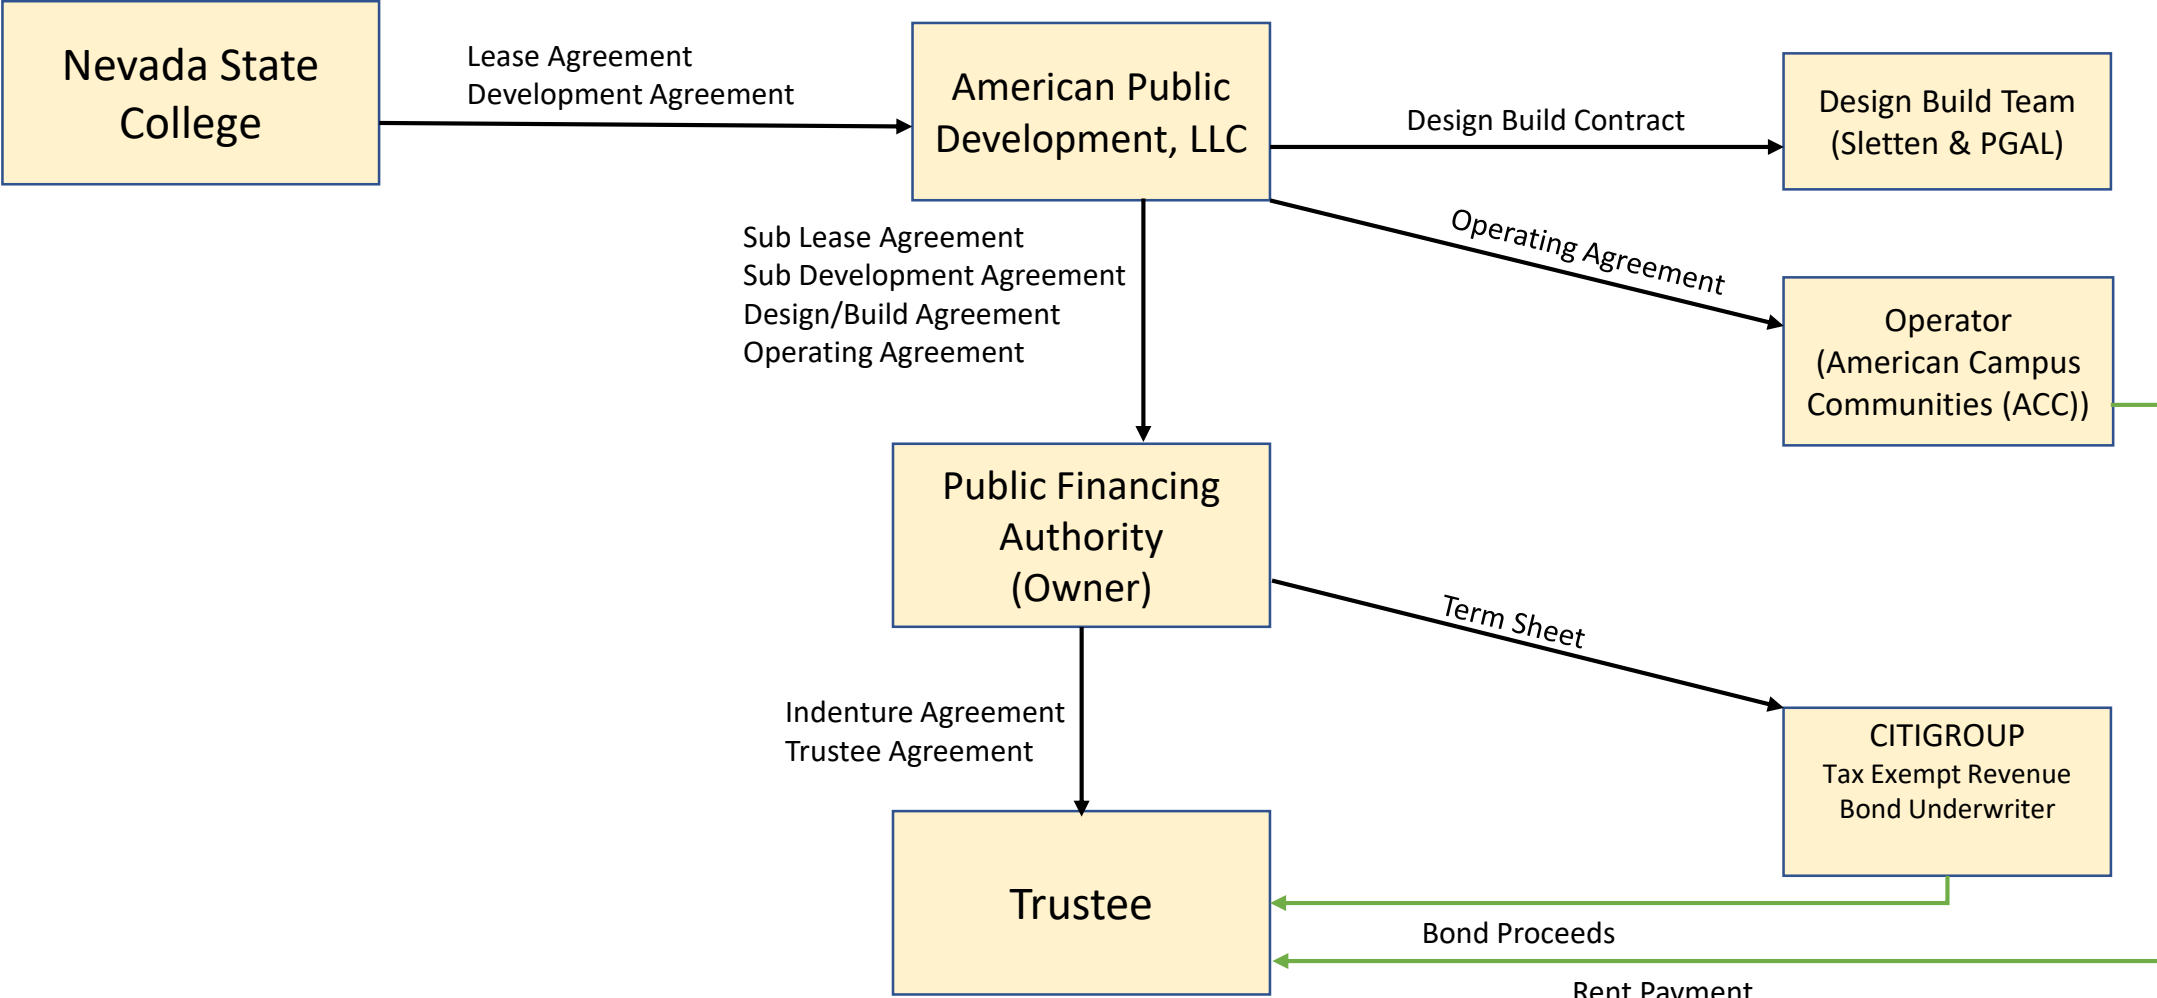 Nevada State
College
Lease Agreement
Development Agreement
American Public
Development, LLC
Design Build Contract
Design Build Team
(Sletten & PGAL)
Sub Lease Agreement
Sub Development Agreement
Design/Build Agreement
Operating Agreement
Operating Agreement
Operator
(American Campus
Communities (ACC))
Public Financing
Authority
(Owner)
Term Sheet
Indenture Agreement
Trustee Agreement
CITIGROUP
Tax Exempt Revenue
Bond Underwriter
Trustee
Bond Proceeds
Rent Payment